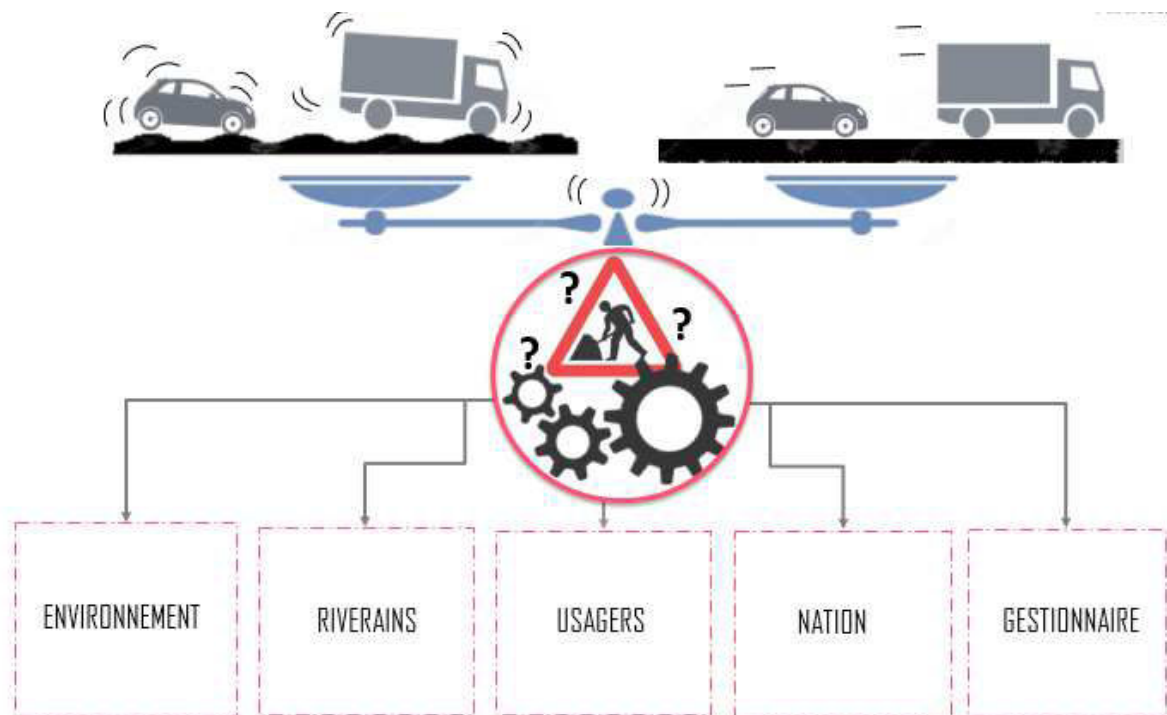 ?
?
?
ENVIRONNEMENT
RIVERAINS
USAGERS
NATION
GESTIONNAIRE